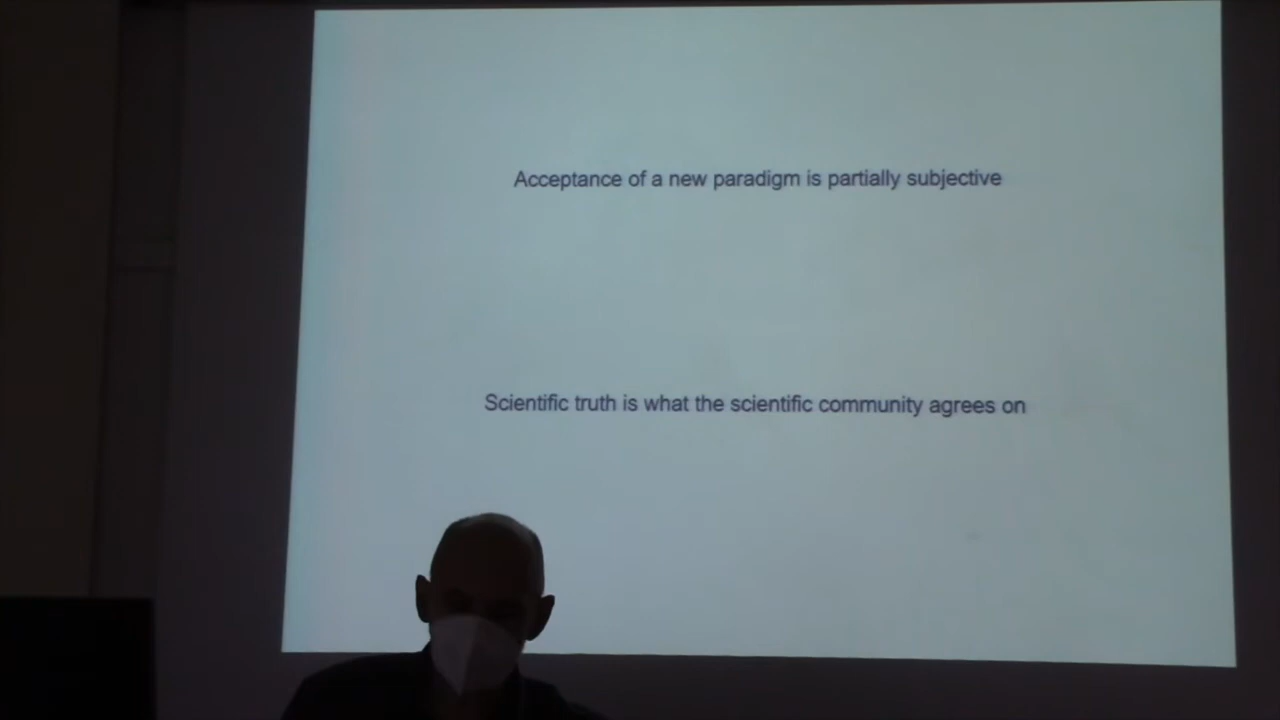 Acceptance of a new paradigm is partially subjective
Scientific truth is what the scientific community agrees on